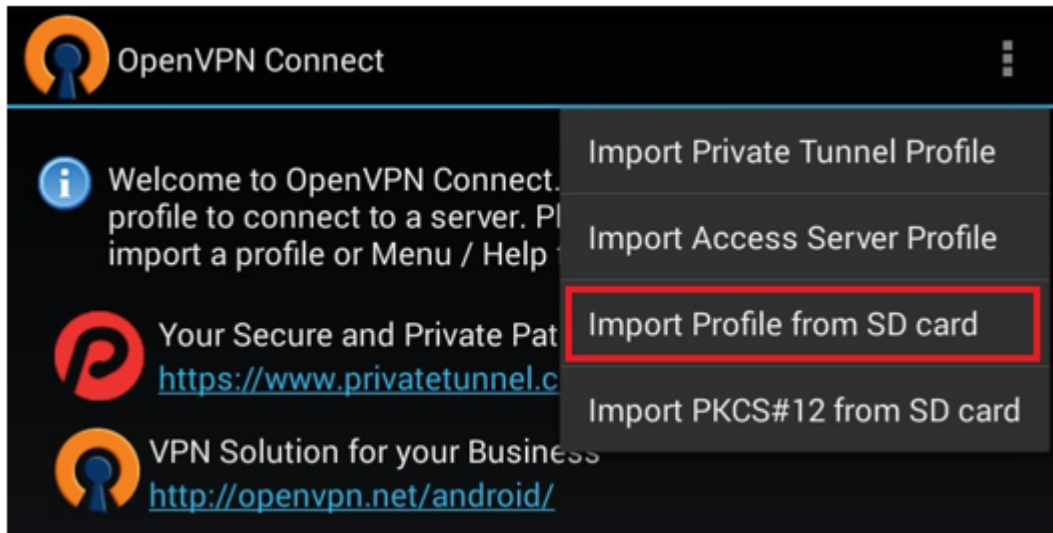 OpenVPN Connect
Import Private Tunnel Profile
Import Access Server Profile
Import Profile from SD card
Import PKCS#12 from SD card
Welcome to OpenVPN Connect.
profile to connect to a server.
import a profile or Menu / Help
Your Secure and Private
https://www.privatetunnel.c
VPN Solution for your Business
http://openvpn.net/android/